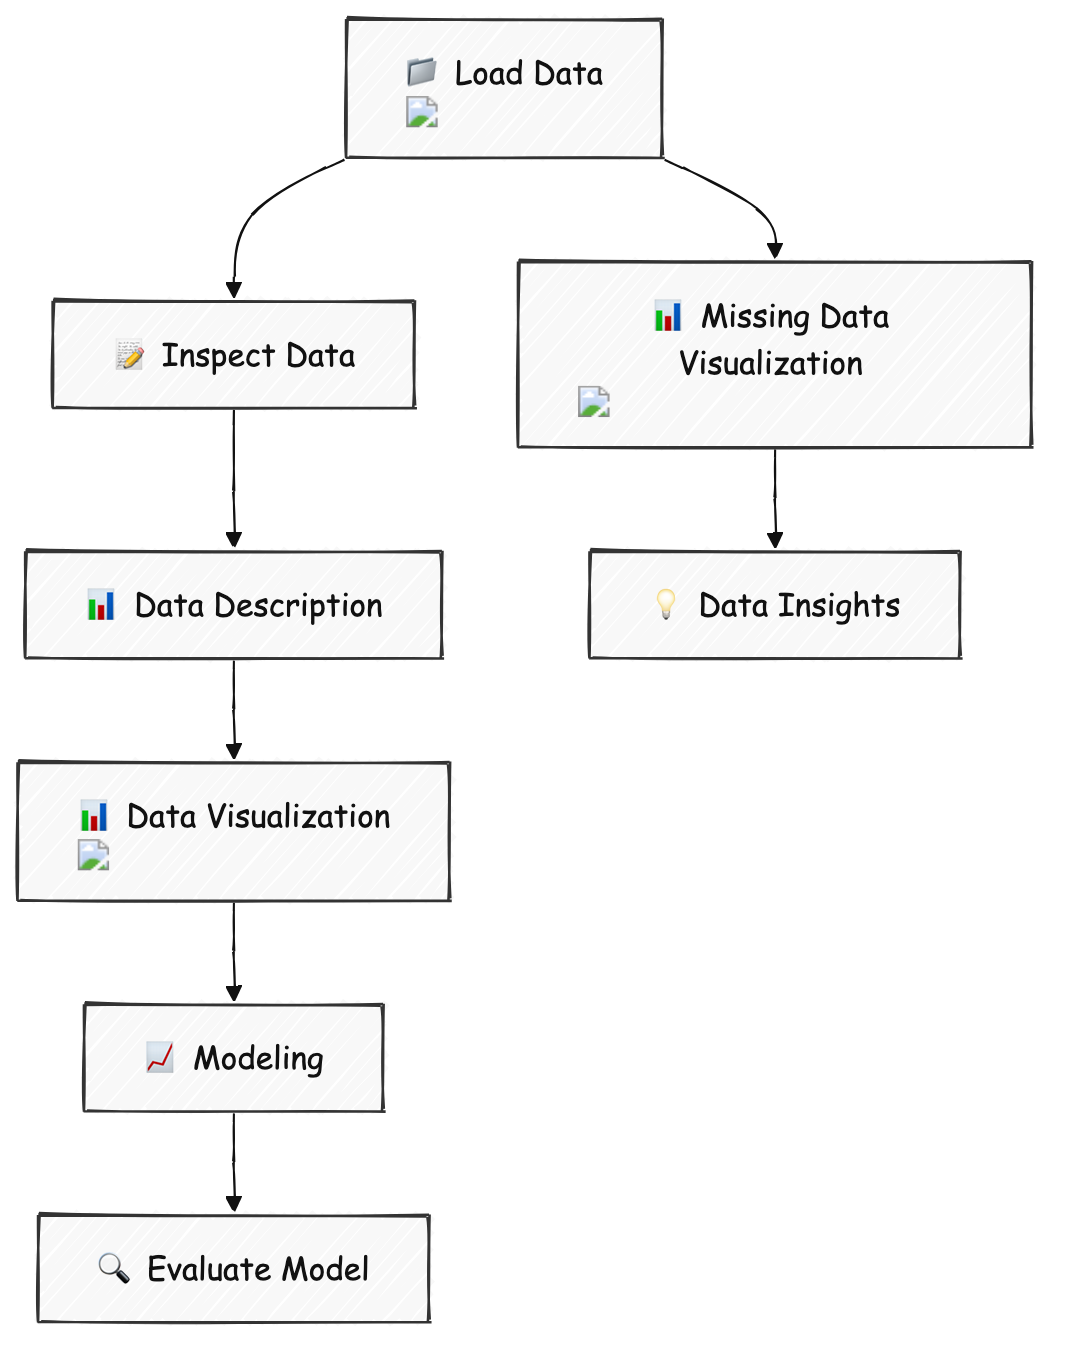 Load Data
Inspect Data
Missing Data
Visualization
Data Description
Data Insights
Data Visualization
Modeling
Evaluate Model